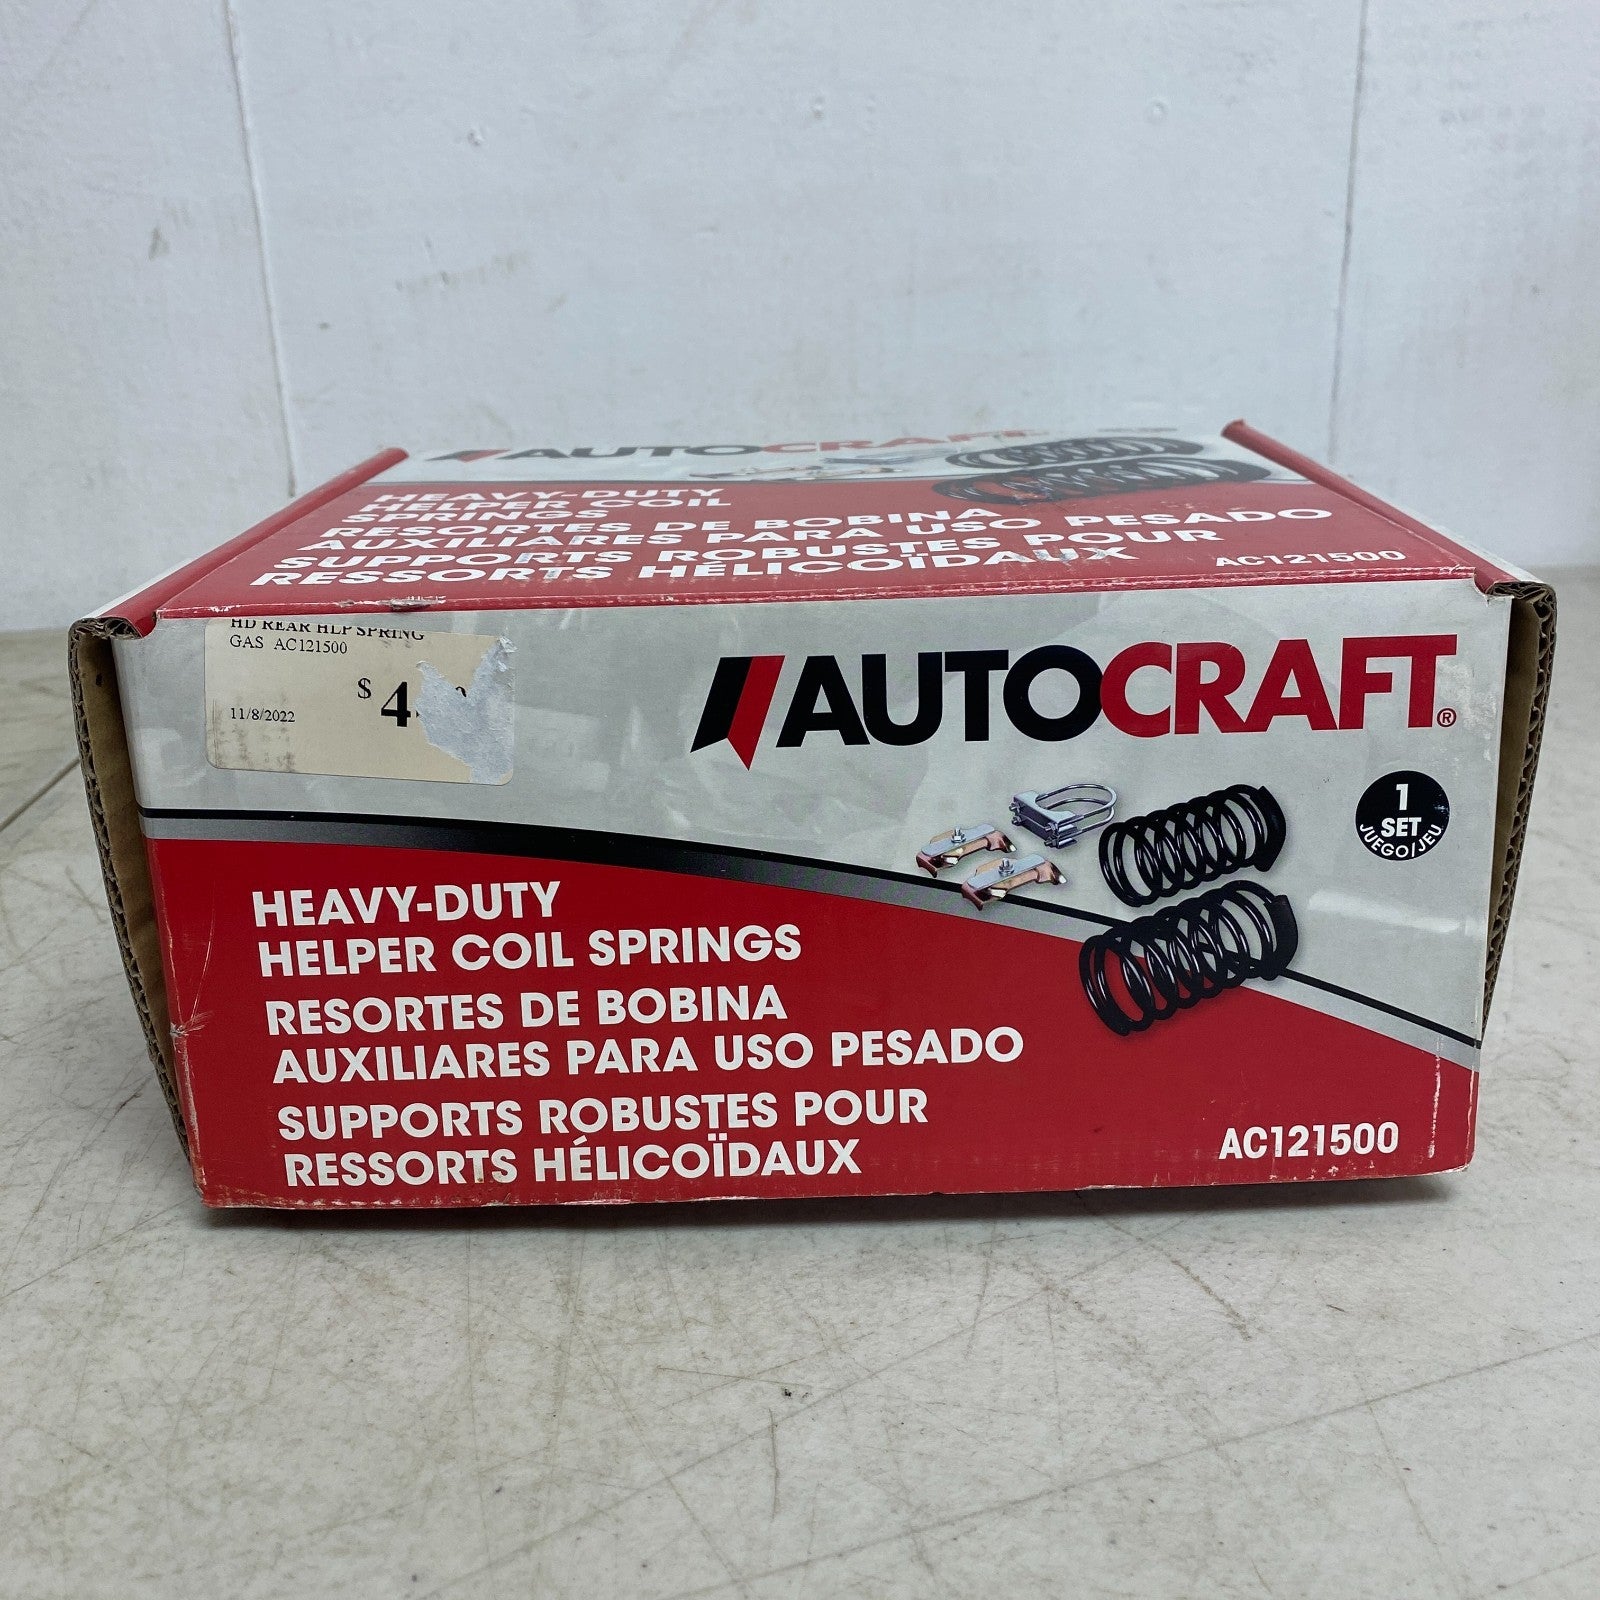 AUTOCRAFT
HEAVY-DUTY
HELPER COIL
SPRINGS
RESORTES DE BOBINA
AUXILIARES PARA USO PESADO
SUPPORTS ROBUSTES POUR
RESSORTS HÉLICOÏDAUX
AC121500
HD REAR HLP SPRING
GAS AC121500
$ 4
11/8/2022
AUTOCRAFT®
1
SET
JUEGO/JEU
HEAVY-DUTY
HELPER COIL SPRINGS
RESORTES DE BOBINA
AUXILIARES PARA USO PESADO
SUPPORTS ROBUSTES POUR
RESSORTS HÉLICOÏDAUX
AC121500